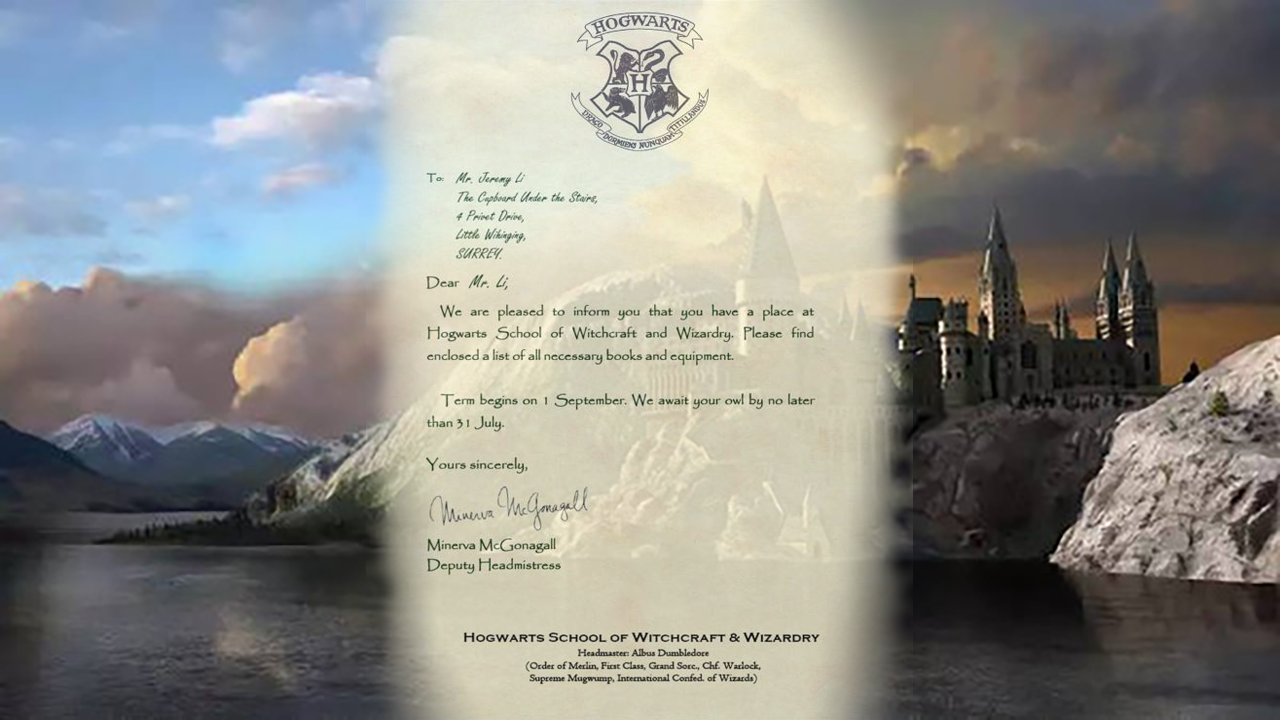 HOGWARTS
H
DRACO DORMIENS NUNQUAM TITILLANDUS
To: Mr. Jeremy Li
The Cupboard Under the Stairs,
4 Privet Drive,
Little Wihinging,
SURREY.
Dear Mr. Li,
We are pleased to inform you that you have a place at
Hogwarts School of Witchcraft and Wizardry. Please find
enclosed a list of all necessary books and equipment.
Term begins on 1 September. We await your owl by no later
than 31 July.
Yours sincerely,
Minerva McGonagall
Minerva McGonagall
Deputy Headmistress
HOGWARTS SCHOOL OF WITCHCRAFT & WIZARDRY
Headmaster: Albus Dumbledore
(Order of Merlin, First Class, Grand Sorc., Chf. Warlock,
Supreme Mugwump, International Confed. of Wizards)